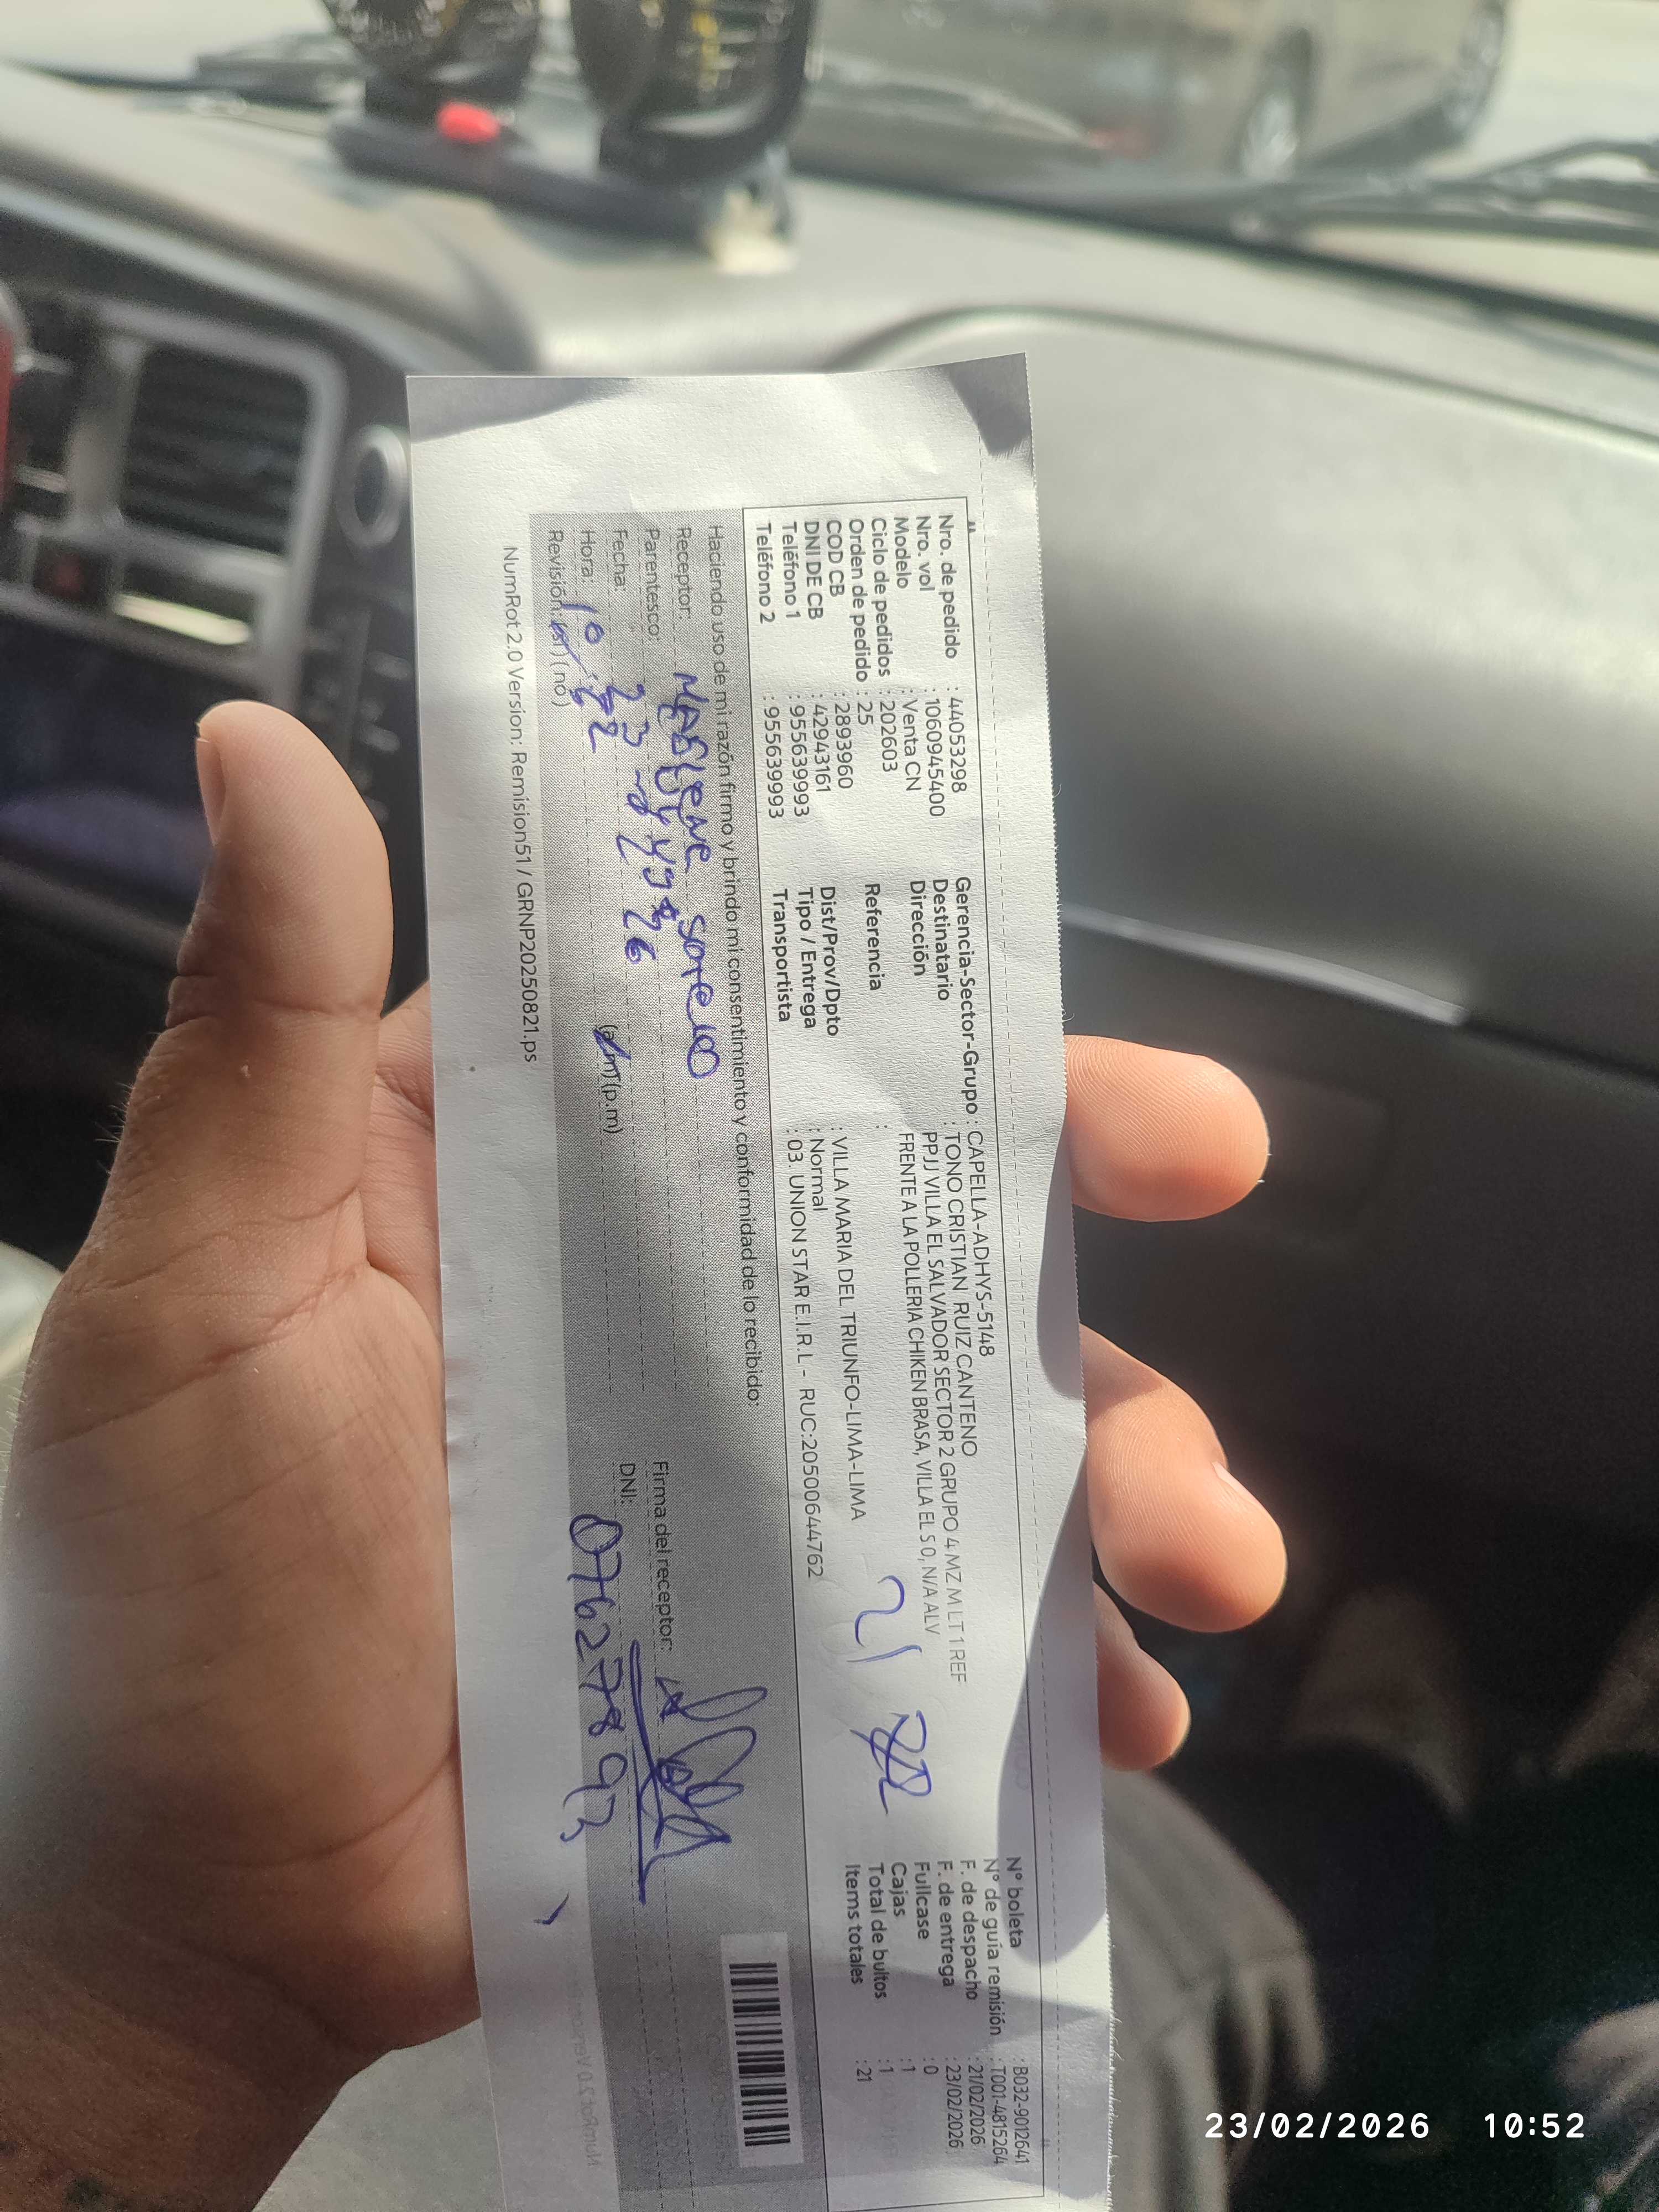 Nro. de pedido : 44053298
Nro. vol : 1060945400
Modelo : Venta CN
Ciclo de pedidos : 202603
Orden de pedido : 25
COD CB : 2893960
DNI DE CB : 42943161
Teléfono 1 : 955639993
Teléfono 2 : 955639993
Gerencia-Sector-Grupo : CAPELLA-ADHYS-5148
Destinatario : TONO CRISTIAN RUIZ CANTENO
Dirección PPJJ VILLA EL SALVADOR SECTOR 2 GRUPO 4 MZ M LT 1 REF
FRENTE A LA POLLERIA CHIKEN BRASA, VILLA EL S 0, N/A ALV
Referencia :
Dist/Prov/Dpto : VILLA MARIA DEL TRIUNFO-LIMA-LIMA
Tipo / Entrega : Normal
Transportista : 03. UNION STAR E.I.R.L - RUC:20500644762
21
N° boleta : B032-9012641
N° de guía remisión : T001-4815264
F. de despacho : 21/02/2026
F. de entrega : 23/02/2026
Fullcase : 0
Cajas : 1
Total de bultos : 1
Items totales : 21
Haciendo uso de mi razón firmo y brindo mi consentimiento y conformidad de lo recibido:
Receptor: sotelo
Parentesco:
Fecha: 23 2 26
Hora: (a.m) (p.m)
Revisión: (si) (no)
Firma del receptor:
DNI: 07627893
NumRot 2.0 Version: Remision51 / GRNP20250821.ps
23/02/2026 10:52